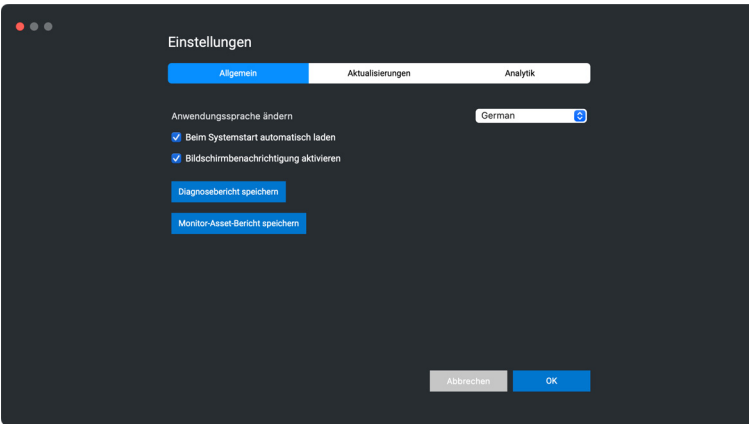 Einstellungen
Allgemein
Aktualisierungen
Analytik
Anwendungssprache ändern
German
Beim Systemstart automatisch laden
Bildschirmbenachrichtigung aktivieren
Diagnosebericht speichern
Monitor-Asset-Bericht speichern
Abbrechen
OK